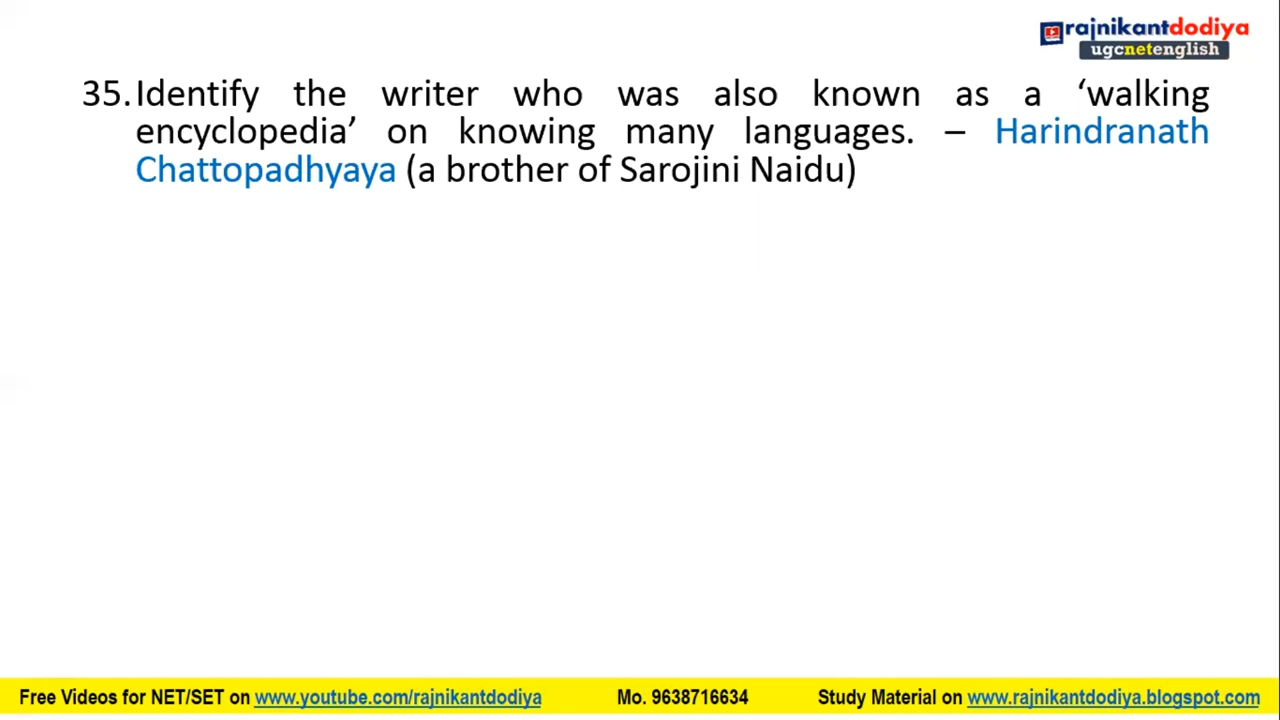 rajnikantdodiya
ugcnetenglish
35. Identify the writer who was also known as a ‘walking
encyclopedia’ on knowing many languages. – Harindranath
Chattopadhyaya (a brother of Sarojini Naidu)
Free Videos for NET/SET on www.youtube.com/rajnikantdodiya Mo. 9638716634 Study Material on www.rajnikantdodiya.blogspot.com